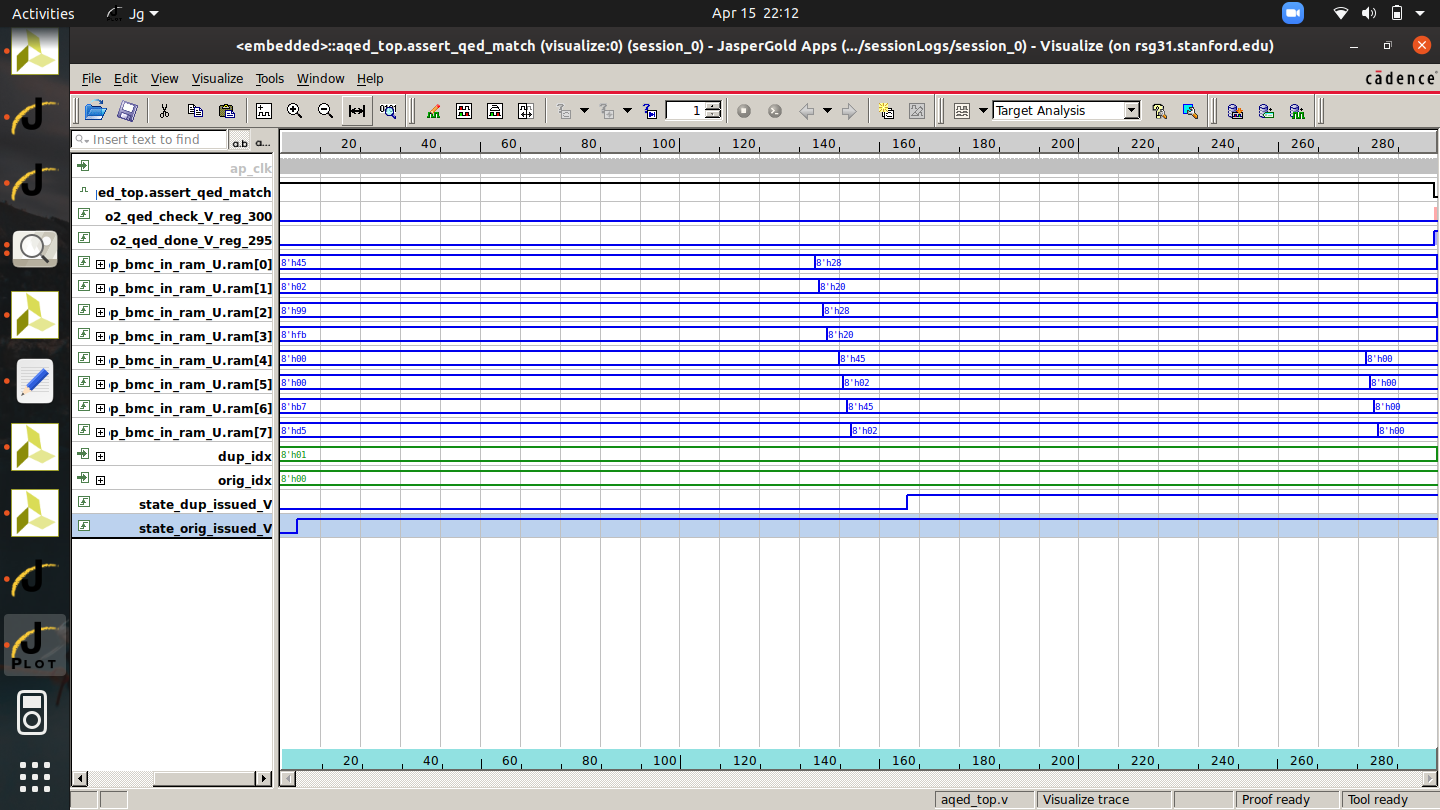 Activities Jg Apr 15 22:12
<embedded>::aqed_top.assert_qed_match (visualize:0) (session_0) - JasperGold Apps (.../sessionLogs/session_0) - Visualize (on rsg31.stanford.edu)
File Edit View Visualize Tools Window Help cādence
1 Target Analysis
Insert text to find a.b a...
20 40 60 80 100 120 140 160 180 200 220 240 260 280
ap_clk
ed_top.assert_qed_match
o2_qed_check_V_reg_300
o2_qed_done_V_reg_295
p_bmc_in_ram_U.ram[0] 8'h45 8'h28
p_bmc_in_ram_U.ram[1] 8'h02 8'h20
p_bmc_in_ram_U.ram[2] 8'h99 8'h28
p_bmc_in_ram_U.ram[3] 8'hfb 8'h20
p_bmc_in_ram_U.ram[4] 8'h00 8'h45 8'h00
p_bmc_in_ram_U.ram[5] 8'h00 8'h02 8'h00
p_bmc_in_ram_U.ram[6] 8'hb7 8'h45 8'h00
p_bmc_in_ram_U.ram[7] 8'hd5 8'h02 8'h00
dup_idx 8'h01
orig_idx 8'h00
state_dup_issued_V
state_orig_issued_V
PLOT
20 40 60 80 100 120 140 160 180 200 220 240 260 280
aqed_top.v Visualize trace Proof ready Tool ready